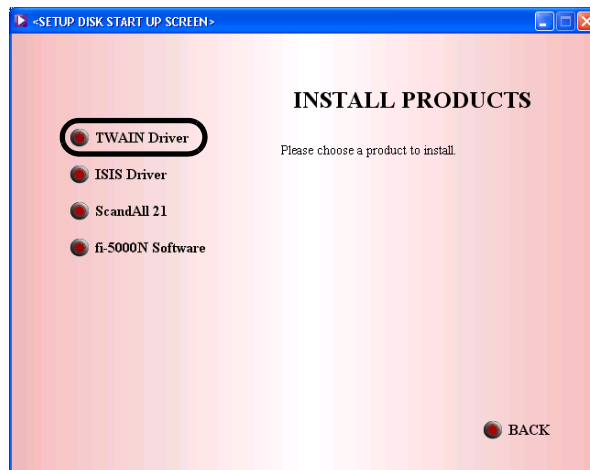 <SETUP DISK START UP SCREEN>
INSTALL PRODUCTS
TWAIN Driver
Please choose a product to install.
ISIS Driver
ScandAll 21
fi-5000N Software
BACK